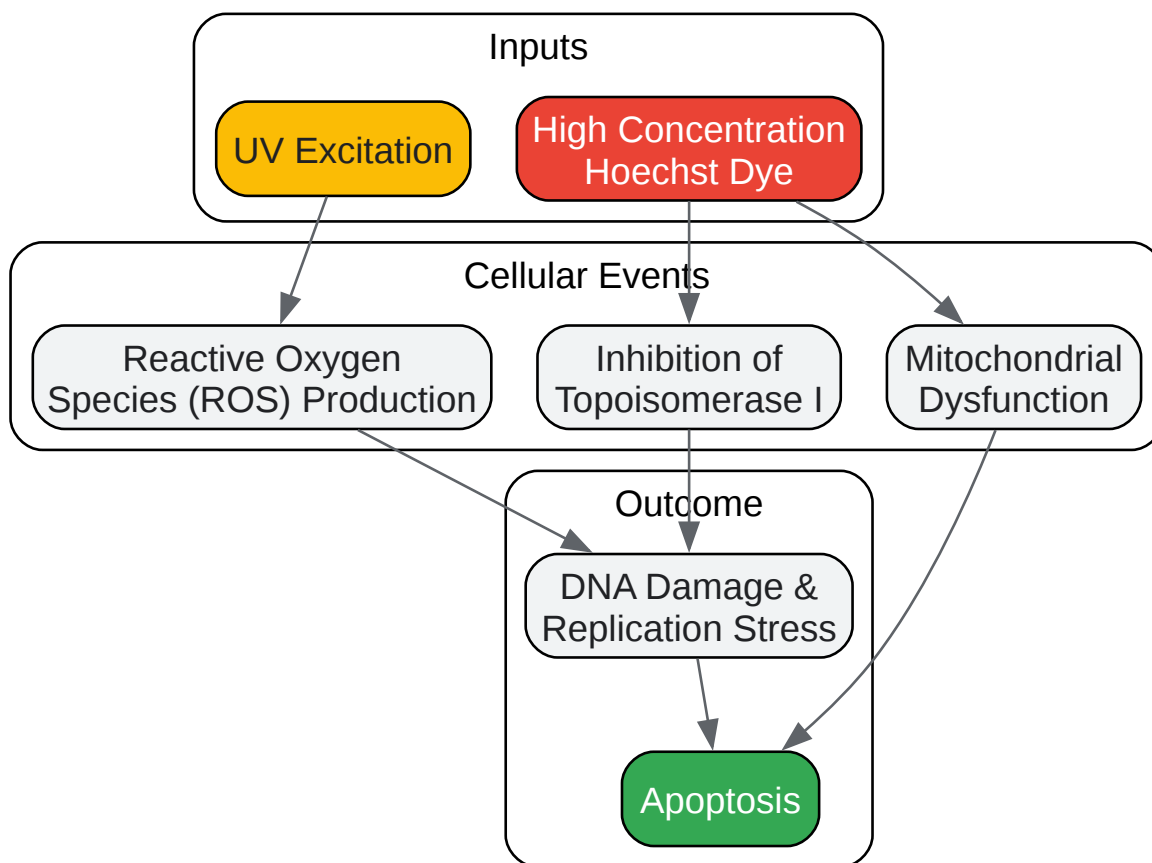 Inputs
UV Excitation
High Concentration
Hoechst Dye
Cellular Events
Reactive Oxygen
Species (ROS) Production
Inhibition of
Topoisomerase I
Mitochondrial
Dysfunction
Outcome
DNA Damage &
Replication Stress
Apoptosis